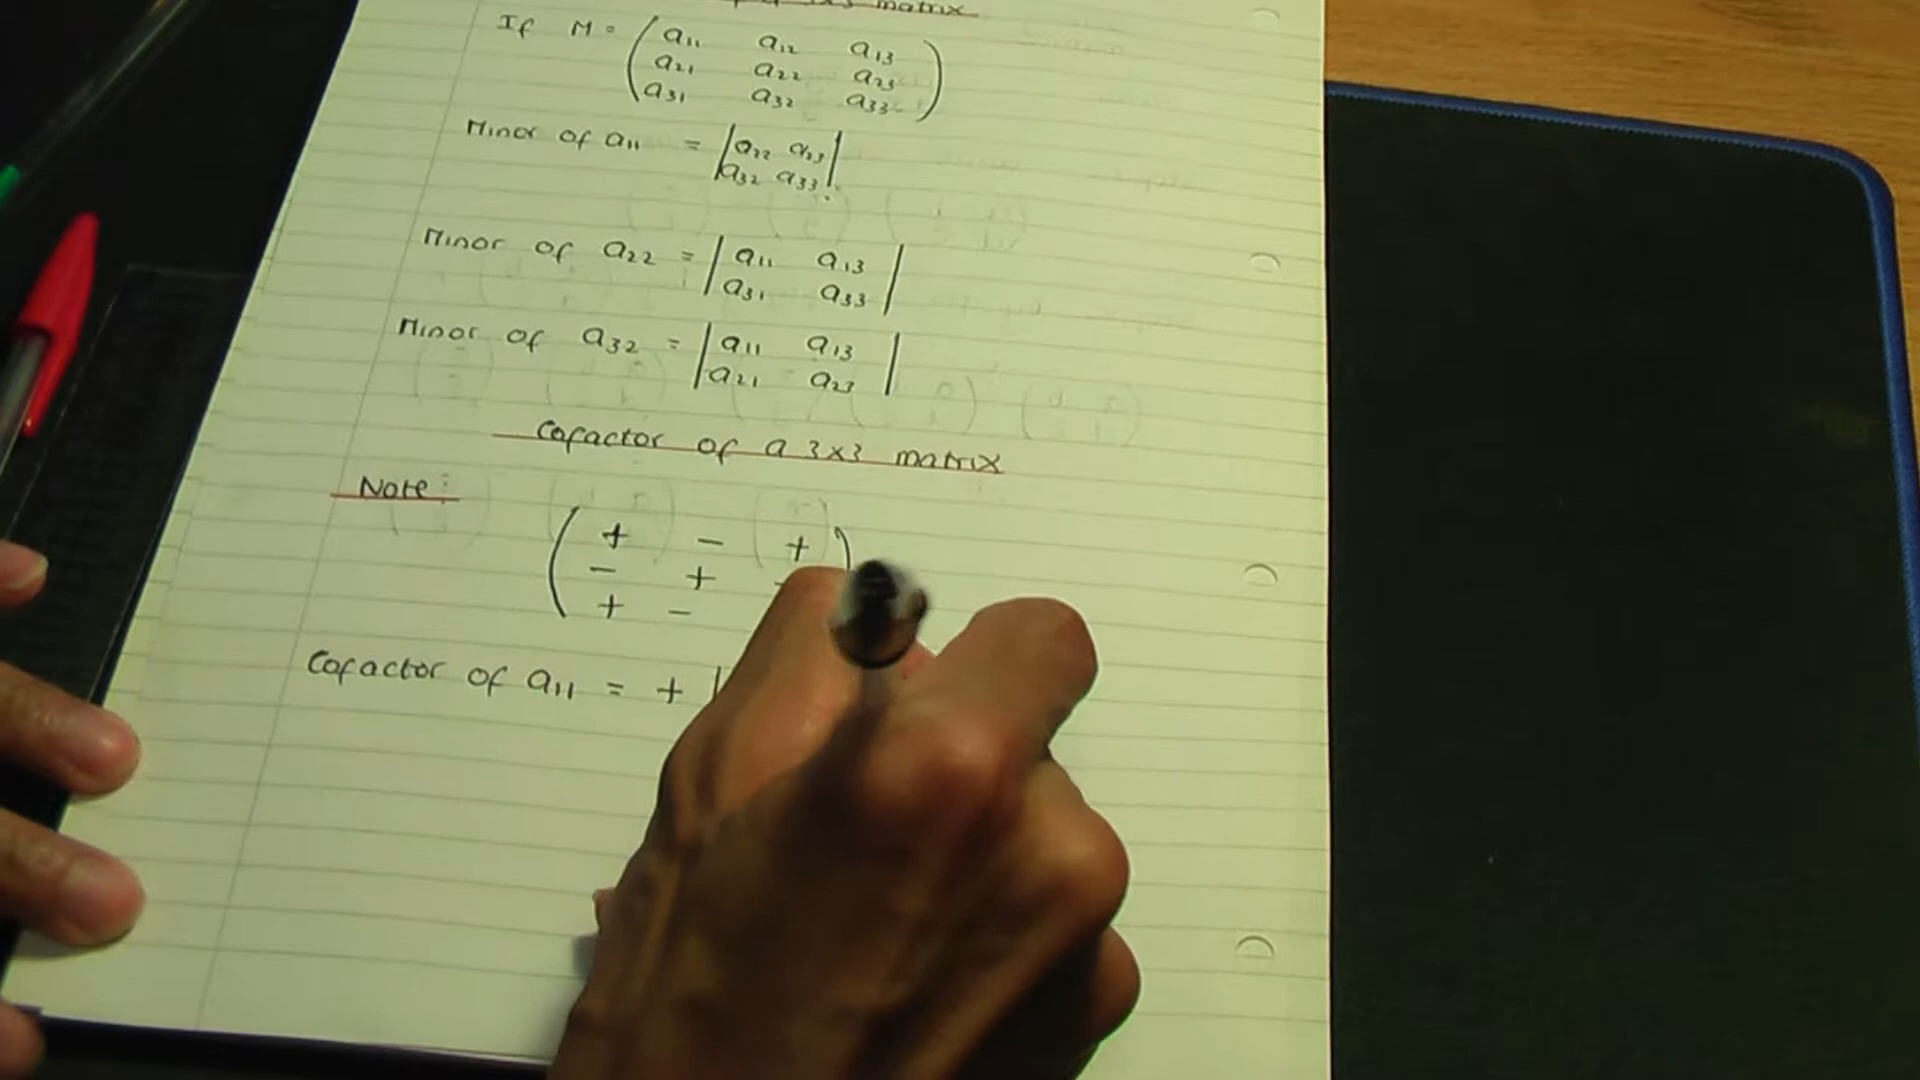 3x3 matrix
If M = ( a11 a12 a13
a21 a22 a23
a31 a32 a33 )
Minor of a11 = | a22 a23
a32 a33 |
Minor of a22 = | a11 a13
a31 a33 |
Minor of a32 = | a11 a13
a21 a23 |
Cofactor of a 3x3 matrix
Note:
( + - +
- + -
+ -
Cofactor of a11 = + |